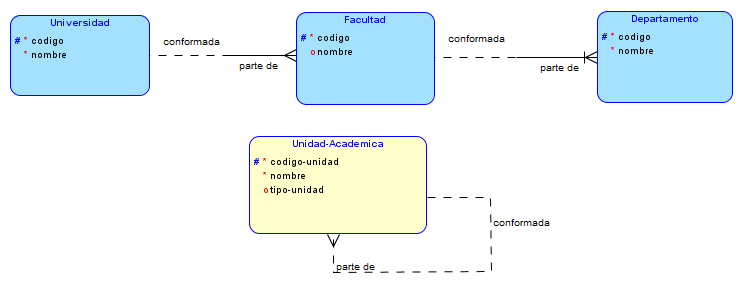 Universidad
# * codigo
* nombre
conformada
parte de
Facultad
# * codigo
o nombre
conformada
parte de
Departamento
# * codigo
* nombre
Unidad-Academica
# * codigo-unidad
* nombre
o tipo-unidad
conformada
parte de